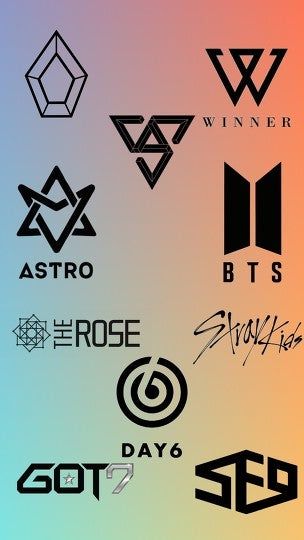 WINNER
ASTRO
BTS
THE ROSE
Stray Kids
DAY6
GOT7
SF9